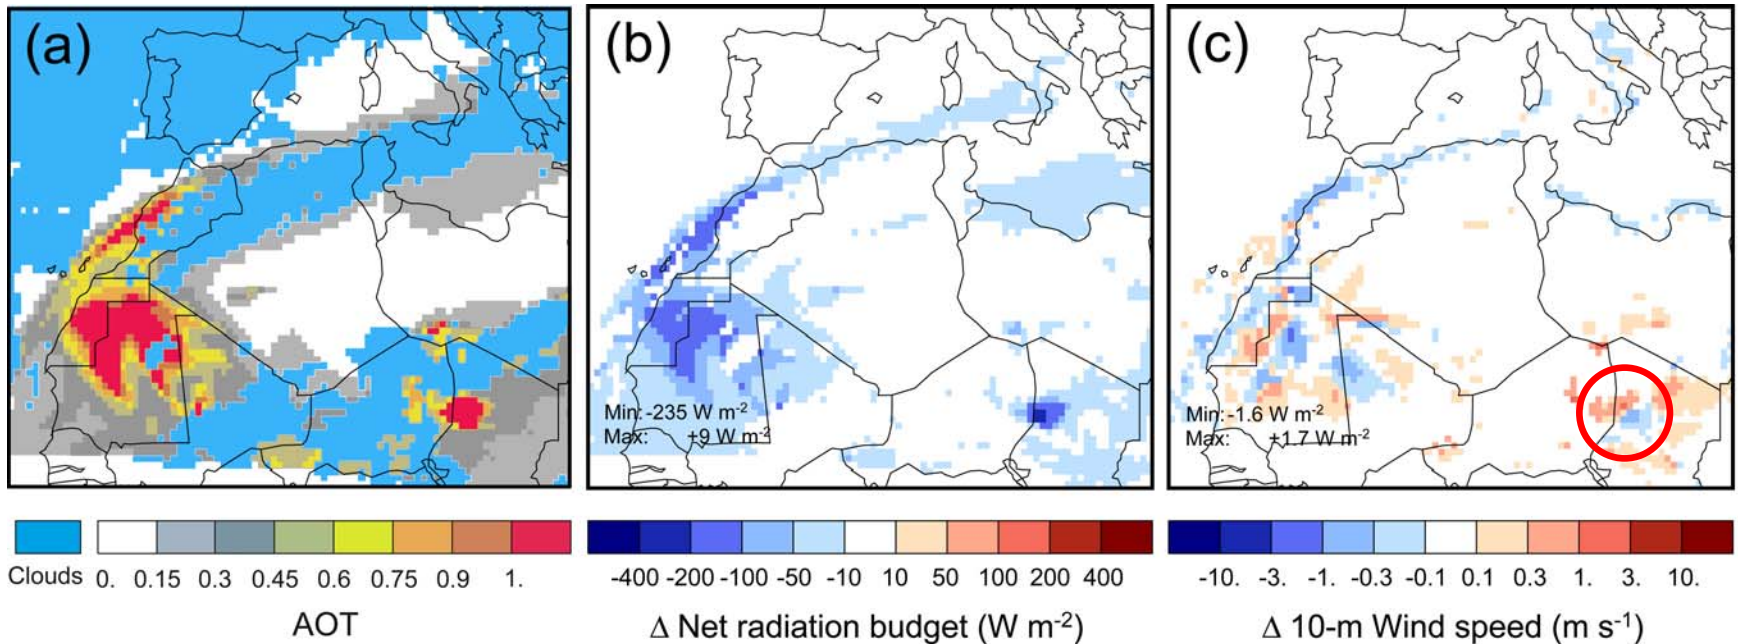 (a)
(b)
(c)
Min: -235 W m⁻²
Max: +9 W m⁻²
Min: -1.6 W m⁻²
Max: +1.7 W m⁻²
Clouds 0. 0.15 0.3 0.45 0.6 0.75 0.9 1.
AOT
-400 -200 -100 -50 -10 10 50 100 200 400
Δ Net radiation budget (W m⁻²)
-10. -3. -1. -0.3 -0.1 0.1 0.3 1. 3. 10.
Δ 10-m Wind speed (m s⁻¹)